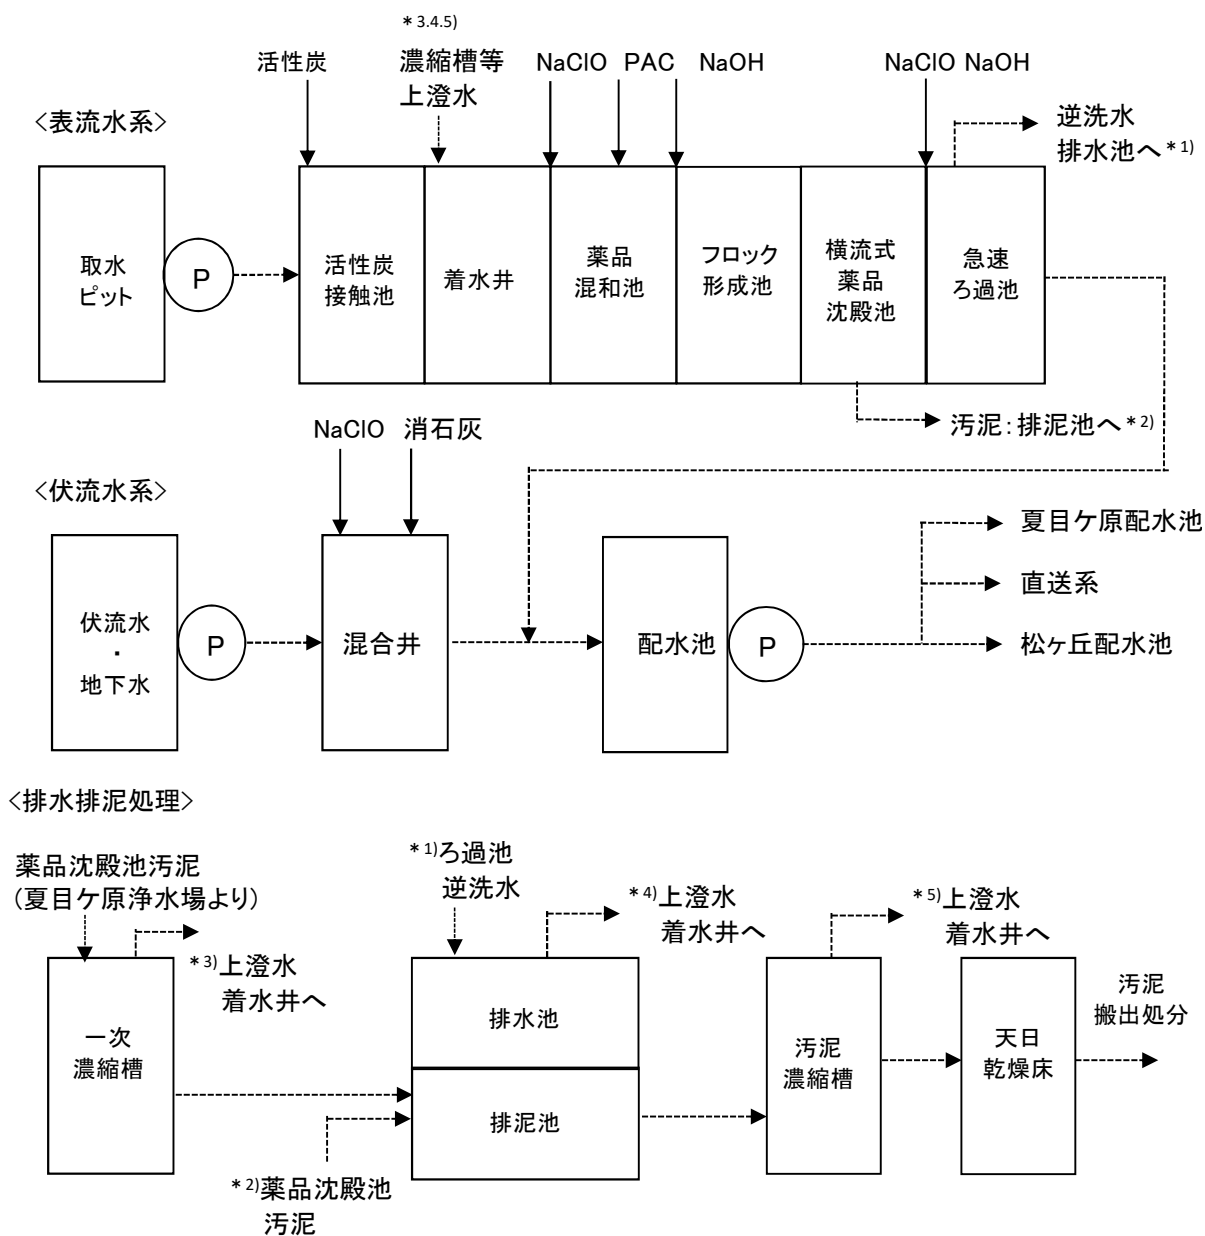 *3.4.5)
活性炭
濃縮槽等
上澄水
NaClO PAC NaOH
NaClO NaOH
〈表流水系〉
逆洗水
排水池へ*1)
取水
ピット
P
活性炭
接触池
着水井
薬品
混和池
フロック
形成池
横流式
薬品
沈殿池
急速
ろ過池
汚泥:排泥池へ*2)
NaClO 消石灰
〈伏流水系〉
伏流水
・
地下水
P
混合井
配水池
P
夏目ケ原配水池
直送系
松ヶ丘配水池
〈排水排泥処理〉
薬品沈殿池汚泥
(夏目ケ原浄水場より)
*3)上澄水
着水井へ
一次
濃縮槽
*1)ろ過池
逆洗水
*4)上澄水
着水井へ
排水池
排泥池
*2)薬品沈殿池
汚泥
*5)上澄水
着水井へ
汚泥
濃縮槽
天日
乾燥床
汚泥
搬出処分